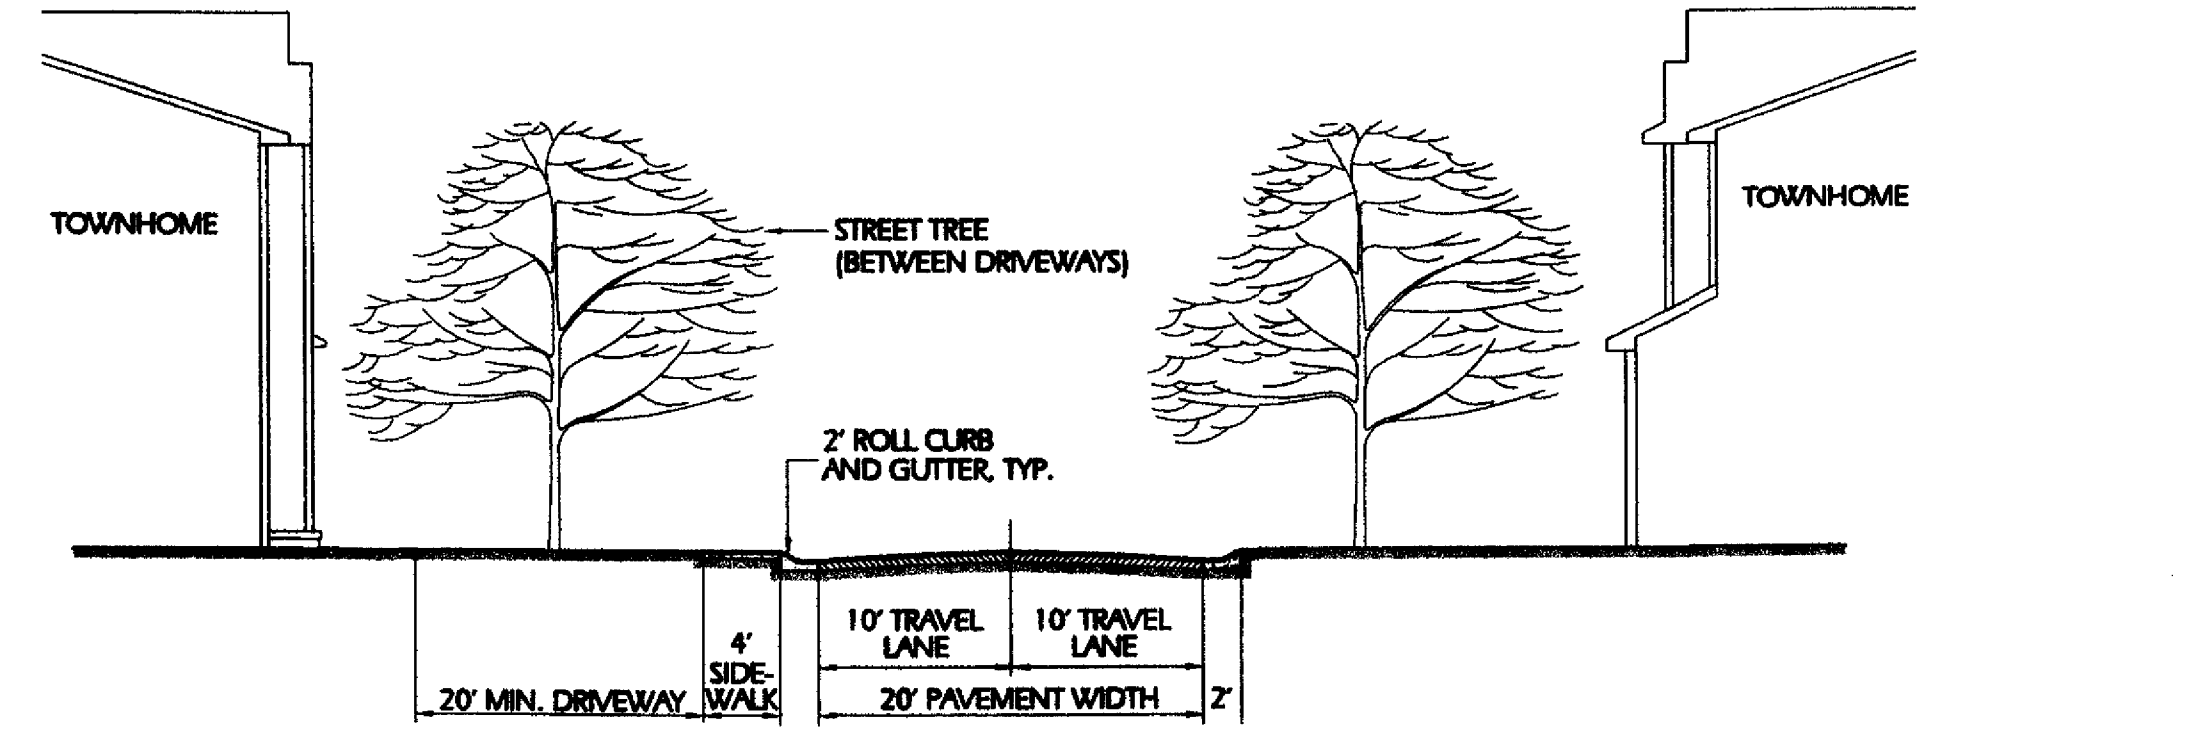 TOWNHOME
TOWNHOME
STREET TREE
(BETWEEN DRIVEWAYS)
2' ROLL CURB
AND GUTTER, TYP.
10' TRAVEL
LANE
10' TRAVEL
LANE
4'
SIDE-
WALK
20' MIN. DRIVEWAY
20' PAVEMENT WIDTH
2'